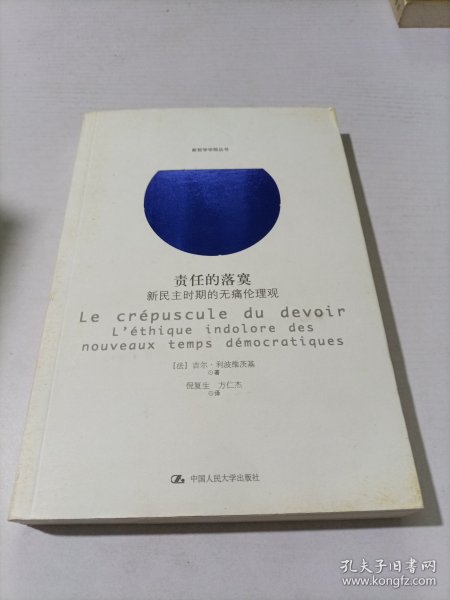 新哲学学院丛书
责任的落寞
新民主时期的无痛伦理观
Le crépuscule du devoir
L'éthique indolore des
nouveaux temps démocratiques
[法] 吉尔·利波维茨基
◎著
倪复生 方仁杰
◎译
中国人民大学出版社
孔夫子旧书网
www.kongfz.com